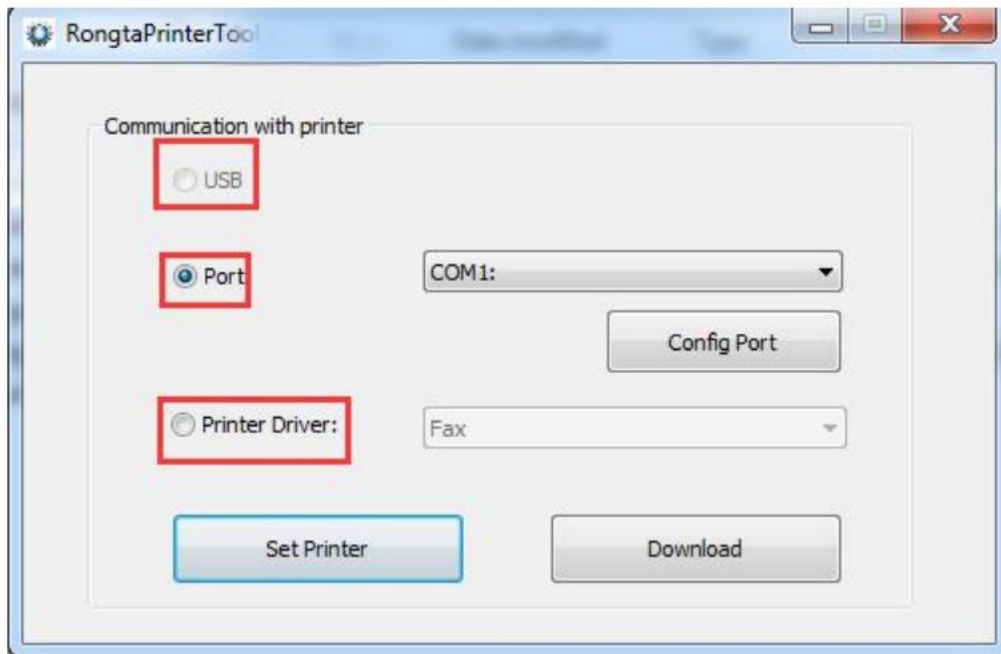 RongtaPrinterTool
Communication with printer
USB
Port
COM1:
Config Port
Printer Driver:
Fax
Set Printer
Download